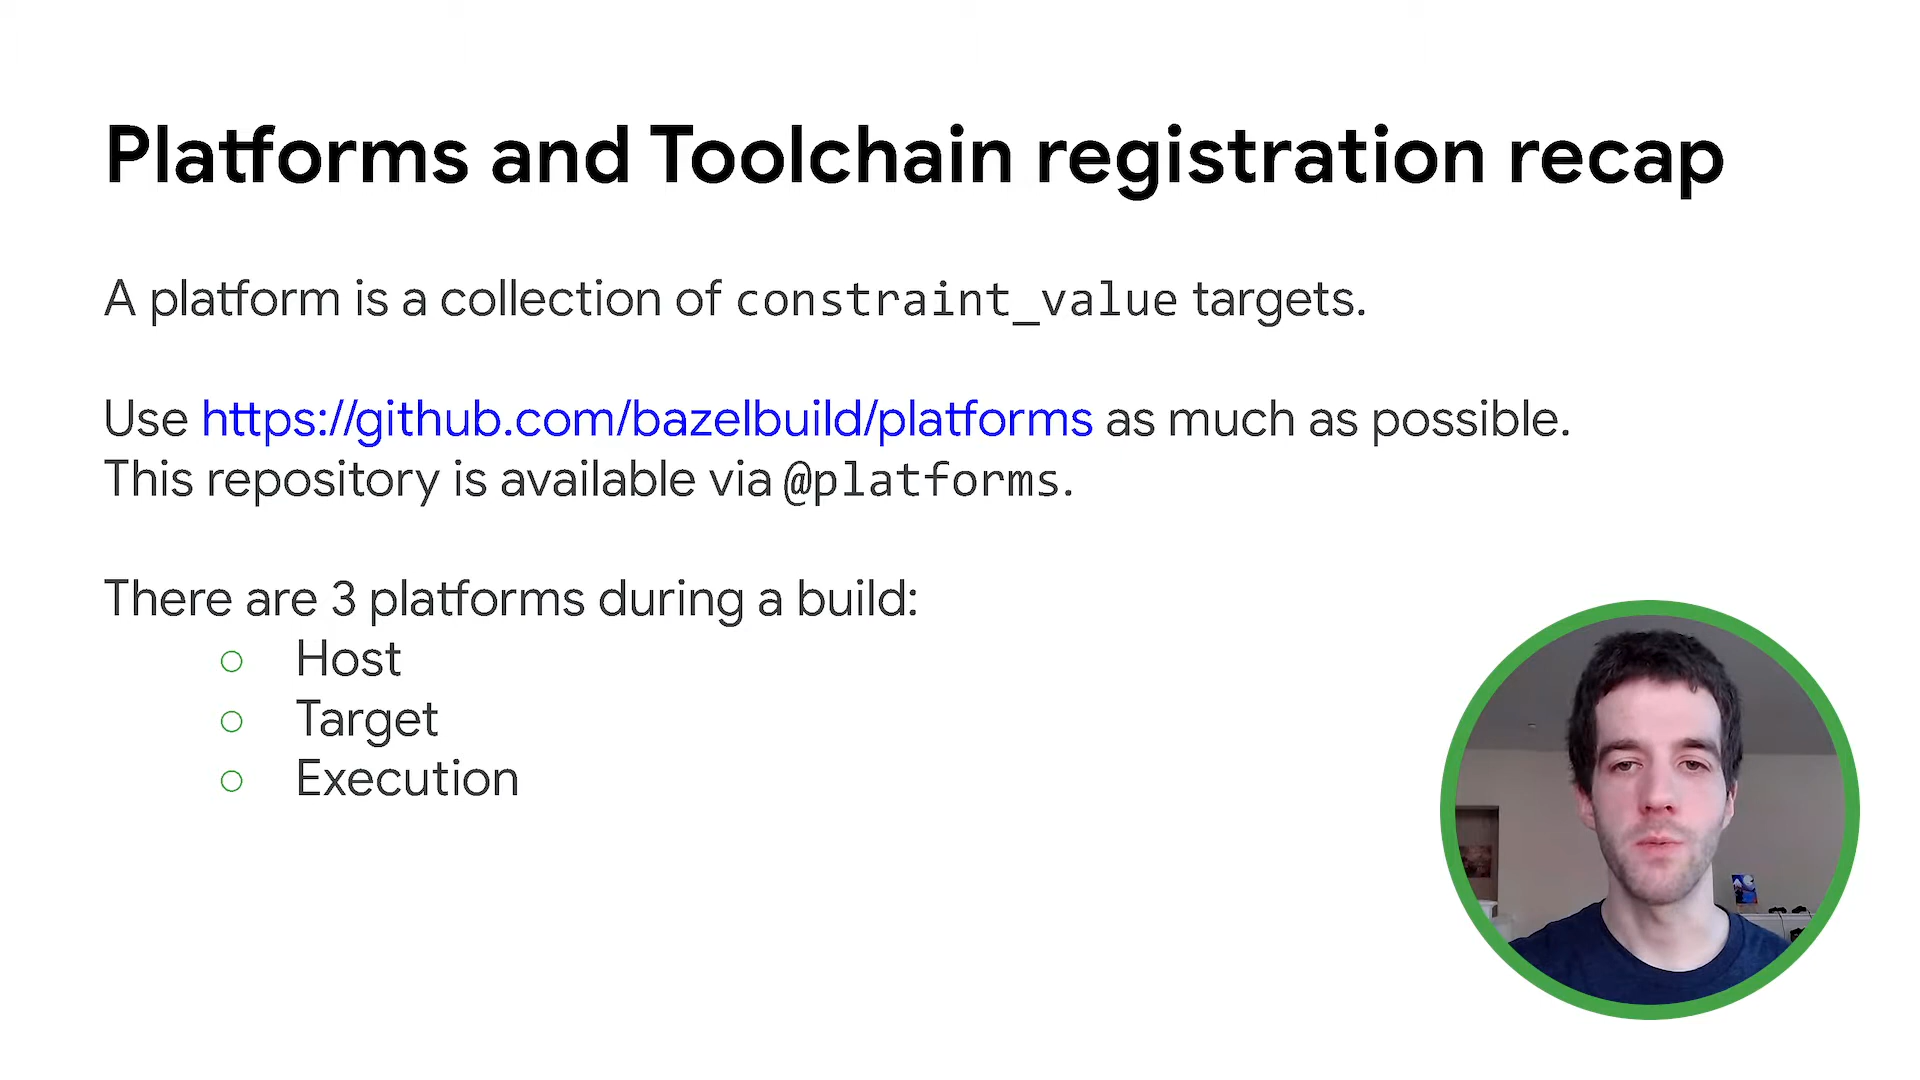 Platforms and Toolchain registration recap
A platform is a collection of constraint_value targets.
Use https://github.com/bazelbuild/platforms as much as possible.
This repository is available via @platforms.
There are 3 platforms during a build:
○ Host
○ Target
○ Execution